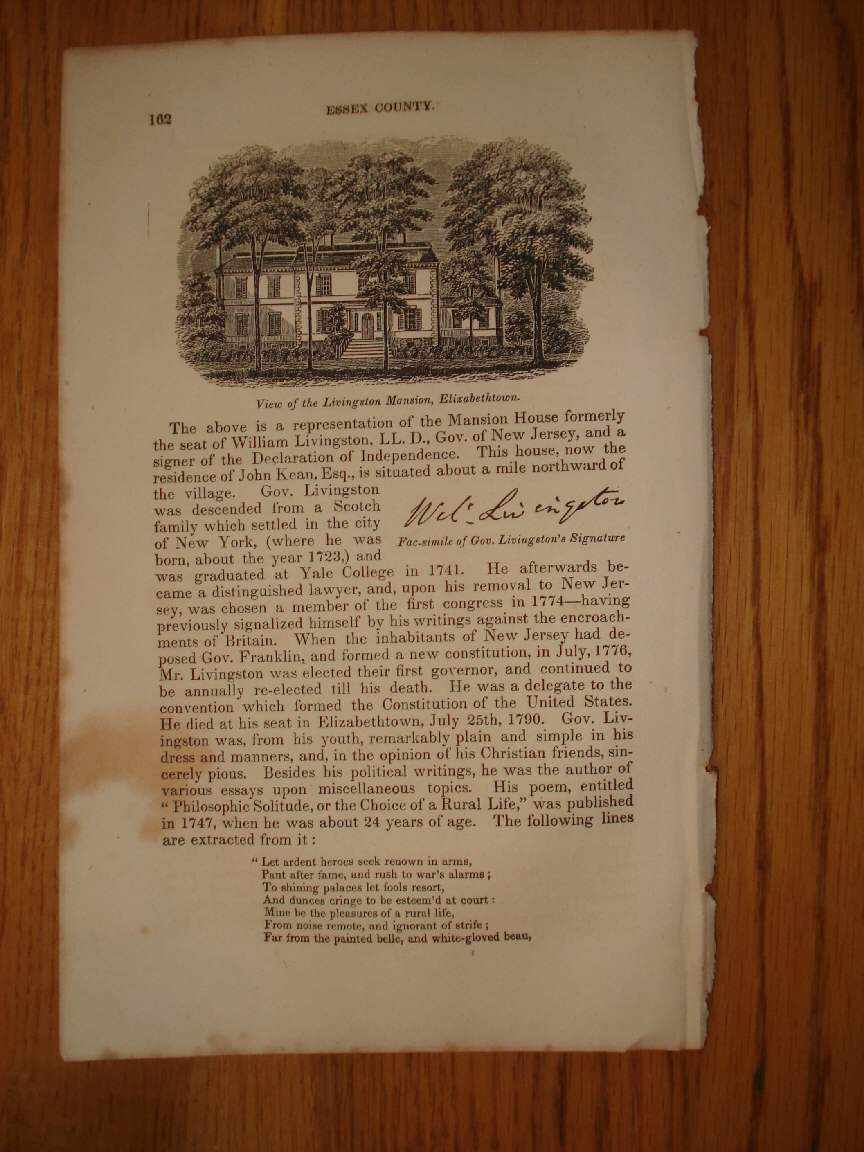 162
ESSEX COUNTY.
View of the Livingston Mansion, Elizabethtown.
The above is a representation of the Mansion House formerly
the seat of William Livingston, LL. D., Gov. of New Jersey, and a
signer of the Declaration of Independence. This house, now the
residence of John Kean, Esq., is situated about a mile northward of
the village. Gov. Livingston
was descended from a Scotch
family which settled in the city
of New York, (where he was
born, about the year 1723,) and
Wil. Livingston
Fac-simile of Gov. Livingston's Signature
was graduated at Yale College in 1741. He afterwards be-
came a distinguished lawyer, and, upon his removal to New Jer-
sey, was chosen a member of the first congress in 1774—having
previously signalized himself by his writings against the encroach-
ments of Britain. When the inhabitants of New Jersey had de-
posed Gov. Franklin, and formed a new constitution, in July, 1776,
Mr. Livingston was elected their first governor, and continued to
be annually re-elected till his death. He was a delegate to the
convention which formed the Constitution of the United States.
He died at his seat in Elizabethtown, July 25th, 1790. Gov. Liv-
ingston was, from his youth, remarkably plain and simple in his
dress and manners, and, in the opinion of his Christian friends, sin-
cerely pious. Besides his political writings, he was the author of
various essays upon miscellaneous topics. His poem, entitled
" Philosophic Solitude, or the Choice of a Rural Life," was published
in 1747, when he was about 24 years of age. The following lines
are extracted from it :
" Let ardent heroes seek renown in arms,
Pant after fame, and rush to war's alarms ;
To shining palaces let fools resort,
And dunces cringe to be esteem'd at court :
Mine be the pleasures of a rural life,
From noise remote, and ignorant of strife ;
Far from the painted belle, and white-gloved beau,